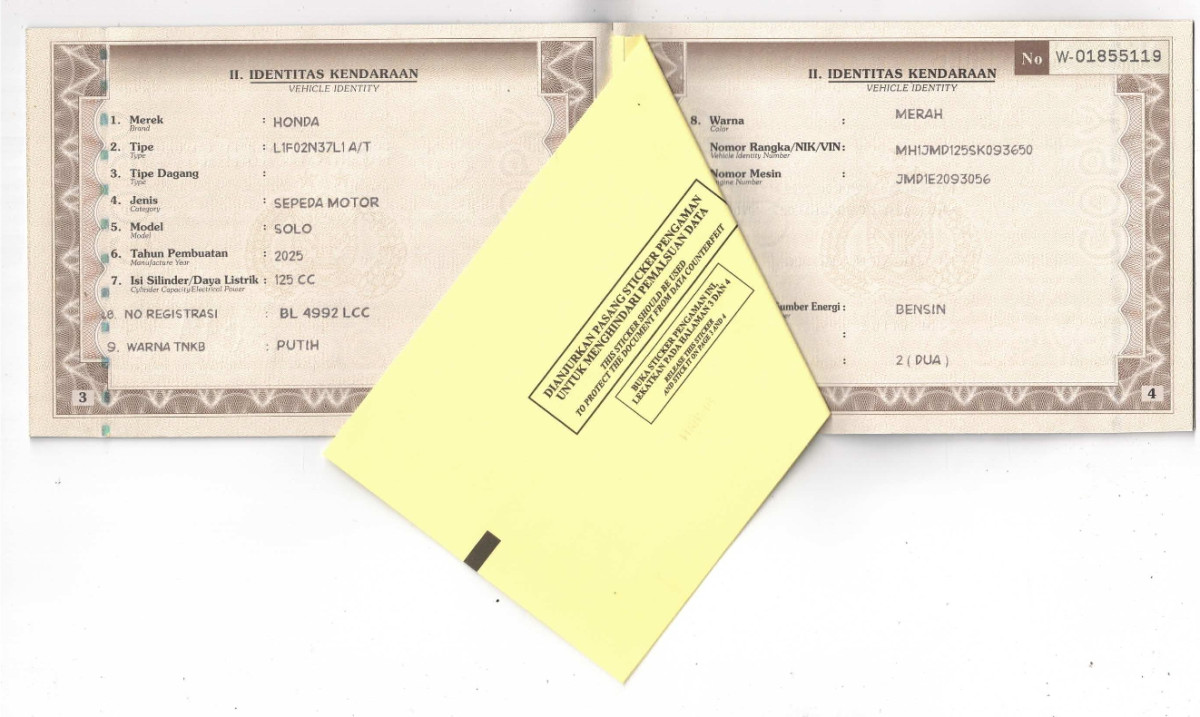 II. IDENTITAS KENDARAAN
VEHICLE IDENTITY
1. Merek : HONDA
Brand
2. Tipe : L1F02N37L1 A/T
Type
3. Tipe Dagang :
Type
4. Jenis : SEPEDA MOTOR
Category
5. Model : SOLO
Model
6. Tahun Pembuatan : 2025
Manufacture Year
7. Isi Silinder/Daya Listrik : 125 CC
Cylinder Capacity/Electrical Power
18. NO REGISTRASI : BL 4992 LCC
9. WARNA TNKB : PUTIH
3
DIANJURKAN PASANG STICKER PENGAMAN
UNTUK MENGHINDARI PEMALSUAN DATA
THIS STICKER SHOULD BE USED
TO PROTECT THE DOCUMENT FROM DATA COUNTERFEIT
BUKA STICKER PENGAMAN INI,
LEKATKAN PADA HALAMAN 3 DAN 4
RELEASE THIS STICKER
AND STICK IT ON PAGE 3 AND 4
No W-01855119
II. IDENTITAS KENDARAAN
VEHICLE IDENTITY
8. Warna : MERAH
Color
Nomor Rangka/NIK/VIN : MH1JMD125SK093650
Vehicle Identity Number
Nomor Mesin : JMD1E2093056
Engine Number
umber Energi : BENSIN
:
: 2 ( DUA )
4